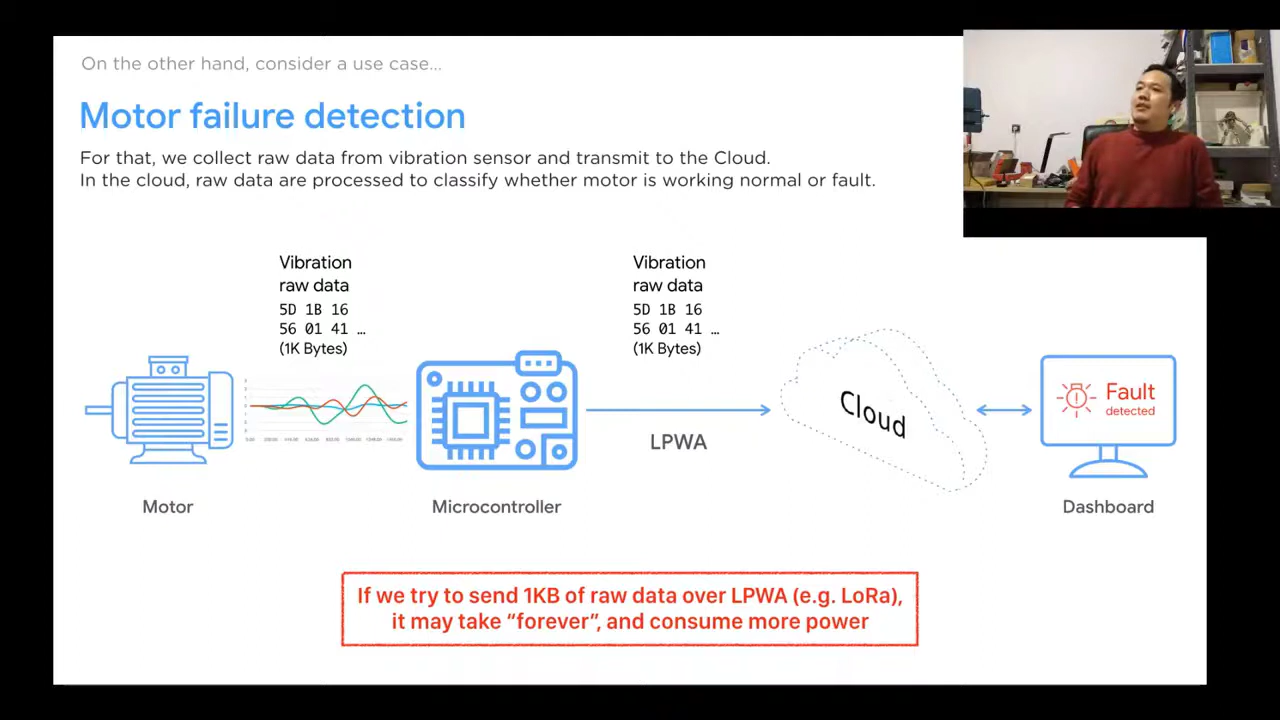 On the other hand, consider a use case...
Motor failure detection
For that, we collect raw data from vibration sensor and transmit to the Cloud.
In the cloud, raw data are processed to classify whether motor is working normal or fault.
Vibration
raw data
5D 1B 16
56 01 41 ...
(1K Bytes)
Vibration
raw data
5D 1B 16
56 01 41 ...
(1K Bytes)
LPWA
Cloud
Fault
detected
Motor
Microcontroller
Dashboard
If we try to send 1KB of raw data over LPWA (e.g. LoRa),
it may take “forever”, and consume more power